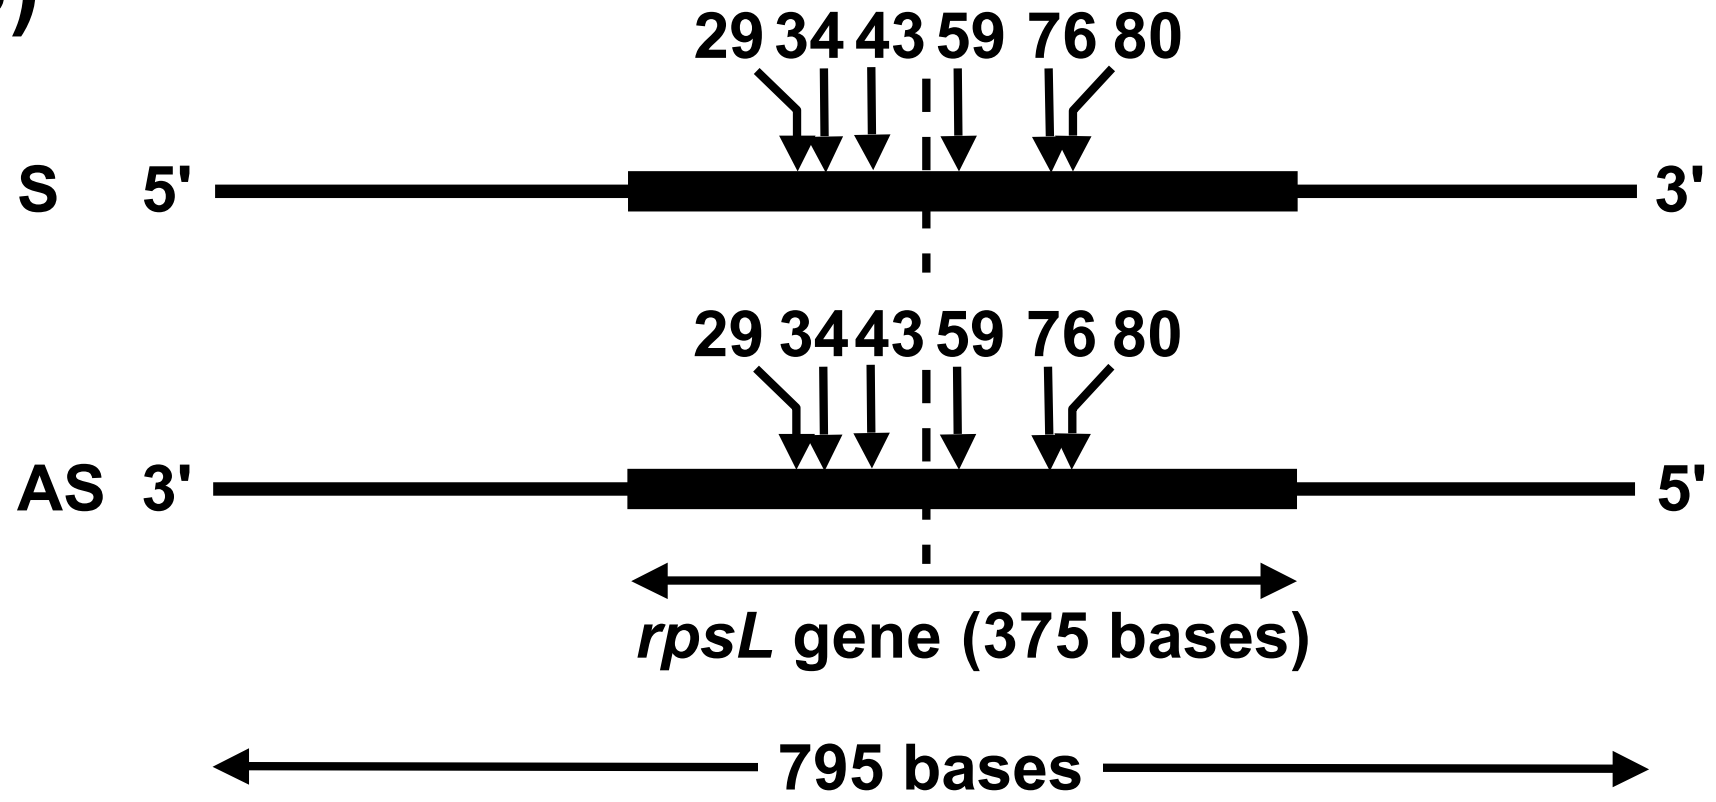 29 34 43 59 76 80
S 5' 3'
29 34 43 59 76 80
AS 3' 5'
rpsL gene (375 bases)
795 bases